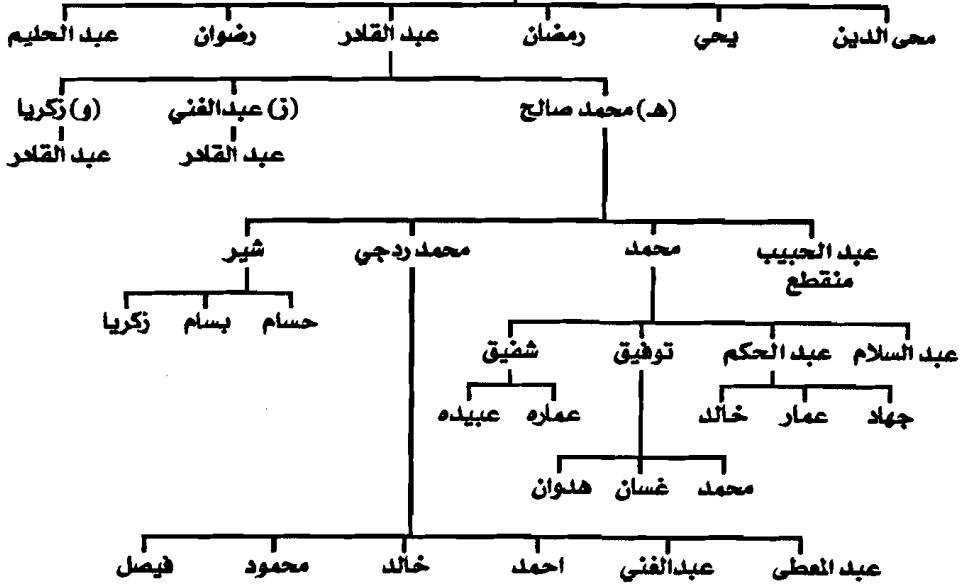 محى الدين يحي رمضان عبد القادر رضوان عبد الحليم
(هـ) محمد صالح (ز) عبدالغني (و) زكريا
عبد القادر عبد القادر
عبد الحبيب محمد محمد ردجي شير
منقطع
حسام بسام زكريا
عبد السلام عبد الحكم توفيق شفيق
جهاد عمار خالد عماره عبيده
محمد غسان هدوان
عبد المعطى عبدالغني احمد خالد محمود فيصل